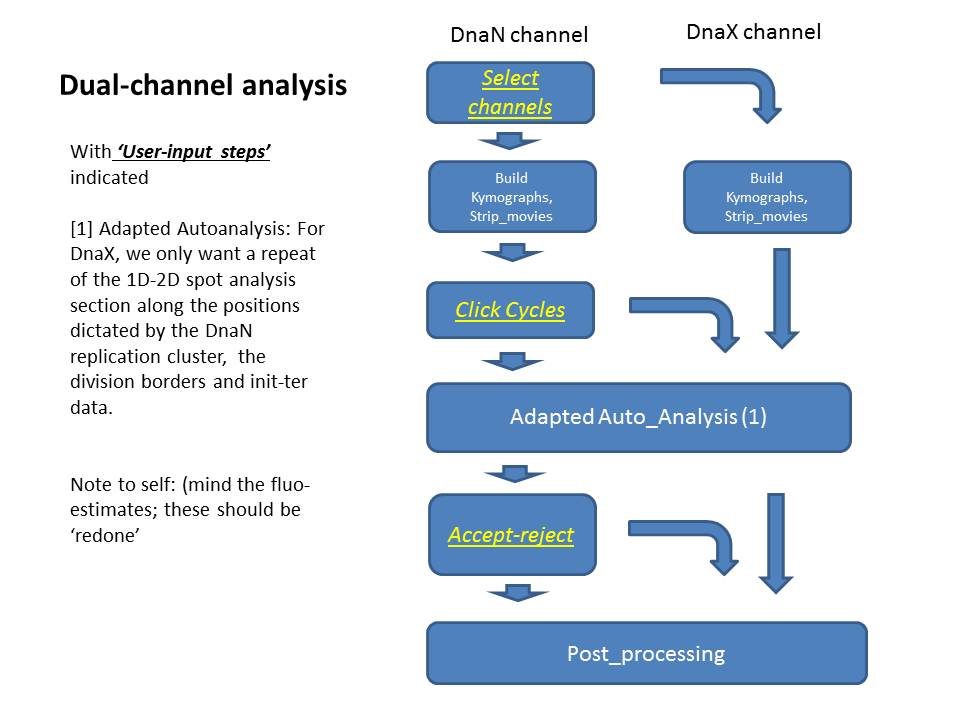 Dual-channel analysis
With ‘User-input steps’
indicated
[1] Adapted Autoanalysis: For
DnaX, we only want a repeat
of the 1D-2D spot analysis
section along the positions
dictated by the DnaN
replication cluster, the
division borders and init-ter
data.
Note to self: (mind the fluo-
estimates; these should be
‘redone’
DnaN channel
DnaX channel
Select
channels
Build
Kymographs,
Strip_movies
Build
Kymographs,
Strip_movies
Click Cycles
Adapted Auto_Analysis (1)
Accept-reject
Post_processing